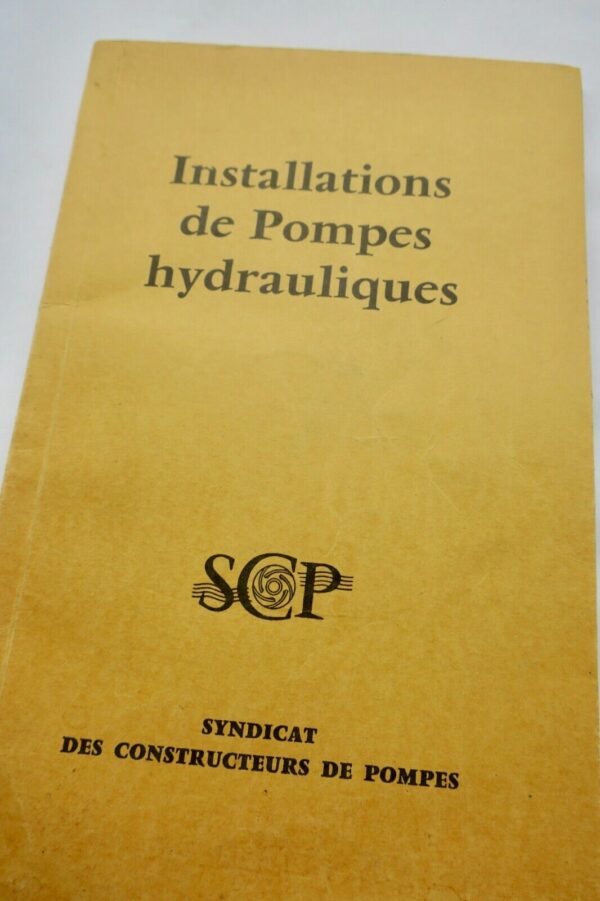 Installations
de Pompes
hydrauliques
SCP
SYNDICAT
DES CONSTRUCTEURS DE POMPES